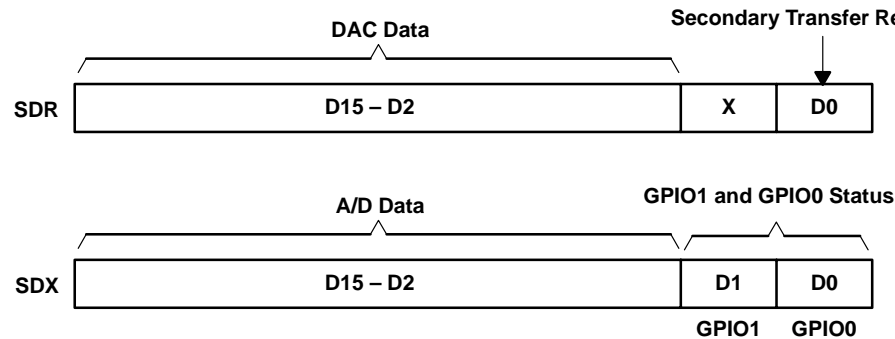 Secondary Transfer
DAC Data
SDR D15 – D2 X D0
A/D Data GPIO1 and GPIO0 Status
SDX D15 – D2 D1 D0
GPIO1 GPIO0